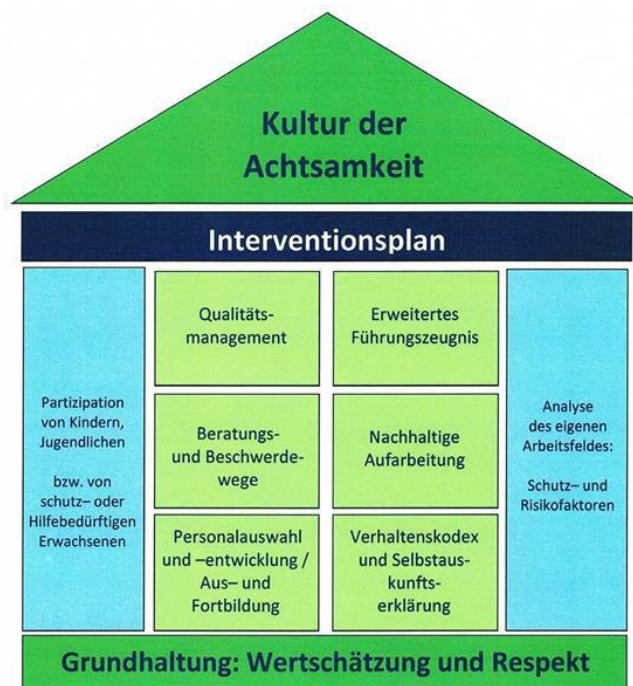 Kultur der
Achtsamkeit
Interventionsplan
Partizipation
von Kindern,
Jugendlichen
bzw. von
schutz– oder
Hilfebedürftigen
Erwachsenen
Qualitäts-
management
Erweitertes
Führungszeugnis
Beratungs-
und Beschwerde-
wege
Nachhaltige
Aufarbeitung
Personalauswahl
und –entwicklung /
Aus– und
Fortbildung
Verhaltenskodex
und Selbstaus-
kunfts-
erklärung
Analyse
des eigenen
Arbeitsfeldes:
Schutz– und
Risikofaktoren
Grundhaltung: Wertschätzung und Respekt